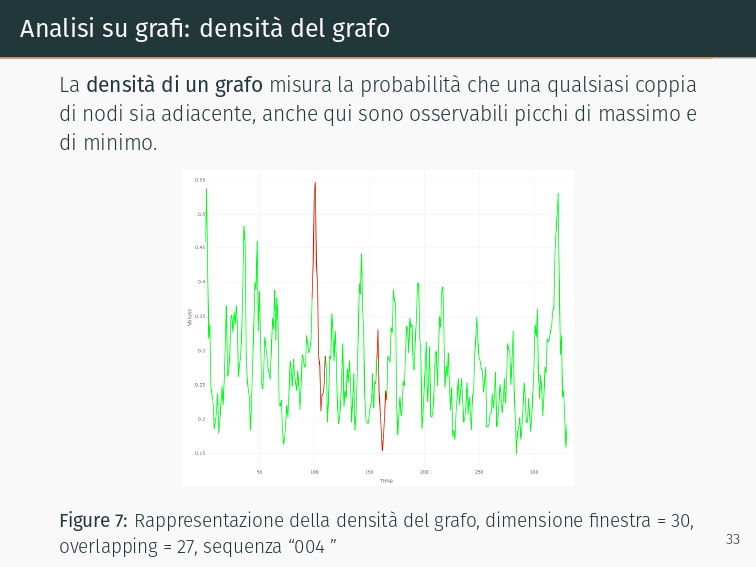 Analisi su grafi: densità del grafo
La densità di un grafo misura la probabilità che una qualsiasi coppia
di nodi sia adiacente, anche qui sono osservabili picchi di massimo e
di minimo.
0.55
0.5
0.45
0.4
0.35
0.3
0.25
0.2
0.15
Values
50 100 150 200 250 300
Time
Figure 7: Rappresentazione della densità del grafo, dimensione finestra = 30,
overlapping = 27, sequenza “004 ”
33